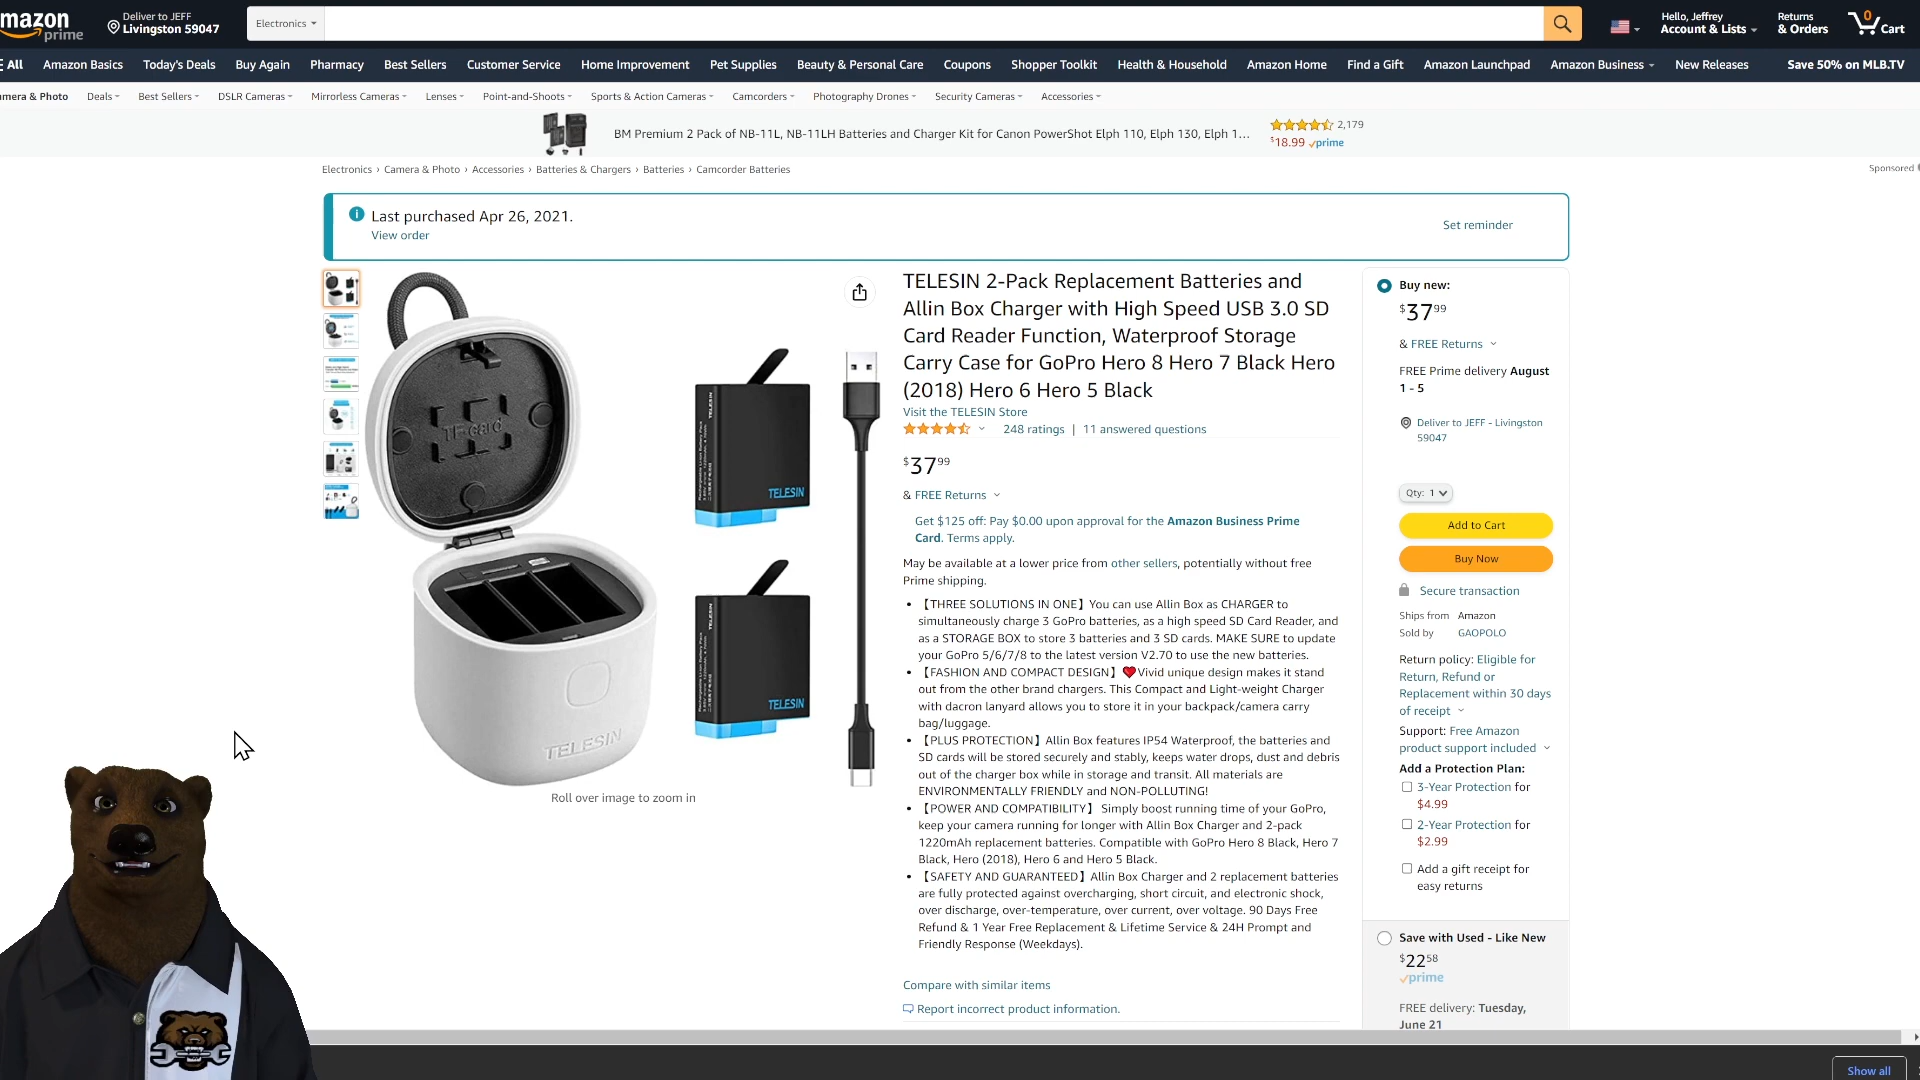 mazon
prime
Deliver to JEFF
Livingston 59047
Electronics
Hello, Jeffrey
Account & Lists
Returns
& Orders
0
Cart
All
Amazon Basics
Today's Deals
Buy Again
Pharmacy
Best Sellers
Customer Service
Home Improvement
Pet Supplies
Beauty & Personal Care
Coupons
Shopper Toolkit
Health & Household
Amazon Home
Find a Gift
Amazon Launchpad
Amazon Business
New Releases
Save 50% on MLB.TV
mera & Photo
Deals
Best Sellers
DSLR Cameras
Mirrorless Cameras
Lenses
Point-and-Shoots
Sports & Action Cameras
Camcorders
Photography Drones
Security Cameras
Accessories
BM Premium 2 Pack of NB-11L, NB-11LH Batteries and Charger Kit for Canon PowerShot Elph 110, Elph 130, Elph 1...
2,179
$18.99 prime
Electronics › Camera & Photo › Accessories › Batteries & Chargers › Batteries › Camcorder Batteries
Sponsored
Last purchased Apr 26, 2021.
View order
Set reminder
TF card
TELESIN
TELESIN
TELESIN
TELESIN
TELESIN
Roll over image to zoom in
TELESIN 2-Pack Replacement Batteries and
Allin Box Charger with High Speed USB 3.0 SD
Card Reader Function, Waterproof Storage
Carry Case for GoPro Hero 8 Hero 7 Black Hero
(2018) Hero 6 Hero 5 Black
Visit the TELESIN Store
248 ratings | 11 answered questions
$37 99
& FREE Returns
Get $125 off: Pay $0.00 upon approval for the Amazon Business Prime
Card. Terms apply.
May be available at a lower price from other sellers, potentially without free
Prime shipping.
• 【THREE SOLUTIONS IN ONE】You can use Allin Box as CHARGER to
simultaneously charge 3 GoPro batteries, as a high speed SD Card Reader, and
as a STORAGE BOX to store 3 batteries and 3 SD cards. MAKE SURE to update
your GoPro 5/6/7/8 to the latest version V2.70 to use the new batteries.
• 【FASHION AND COMPACT DESIGN】❤Vivid unique design makes it stand
out from the other brand chargers. This Compact and Light-weight Charger
with dacron lanyard allows you to store it in your backpack/camera carry
bag/luggage.
• 【PLUS PROTECTION】Allin Box features IP54 Waterproof, the batteries and
SD cards will be stored securely and stably, keeps water drops, dust and debris
out of the charger box while in storage and transit. All materials are
ENVIRONMENTALLY FRIENDLY and NON-POLLUTING!
• 【POWER AND COMPATIBILITY】 Simply boost running time of your GoPro,
keep your camera running for longer with Allin Box Charger and 2-pack
1220mAh replacement batteries. Compatible with GoPro Hero 8 Black, Hero 7
Black, Hero (2018), Hero 6 and Hero 5 Black.
• 【SAFETY AND GUARANTEED】Allin Box Charger and 2 replacement batteries
are fully protected against overcharging, short circuit, and electronic shock,
over discharge, over-temperature, over current, over voltage. 90 Days Free
Refund & 1 Year Free Replacement & Lifetime Service & 24H Prompt and
Friendly Response (Weekdays).
Compare with similar items
Report incorrect product information.
Buy new:
$37 99
& FREE Returns
FREE Prime delivery August
1 - 5
Deliver to JEFF - Livingston
59047
Qty: 1
Add to Cart
Buy Now
Secure transaction
Ships from Amazon
Sold by GAOPOLO
Return policy: Eligible for
Return, Refund or
Replacement within 30 days
of receipt
Support: Free Amazon
product support included
Add a Protection Plan:
3-Year Protection for
$4.99
2-Year Protection for
$2.99
Add a gift receipt for
easy returns
Save with Used - Like New
$22 58
prime
FREE delivery: Tuesday,
June 21
Show all